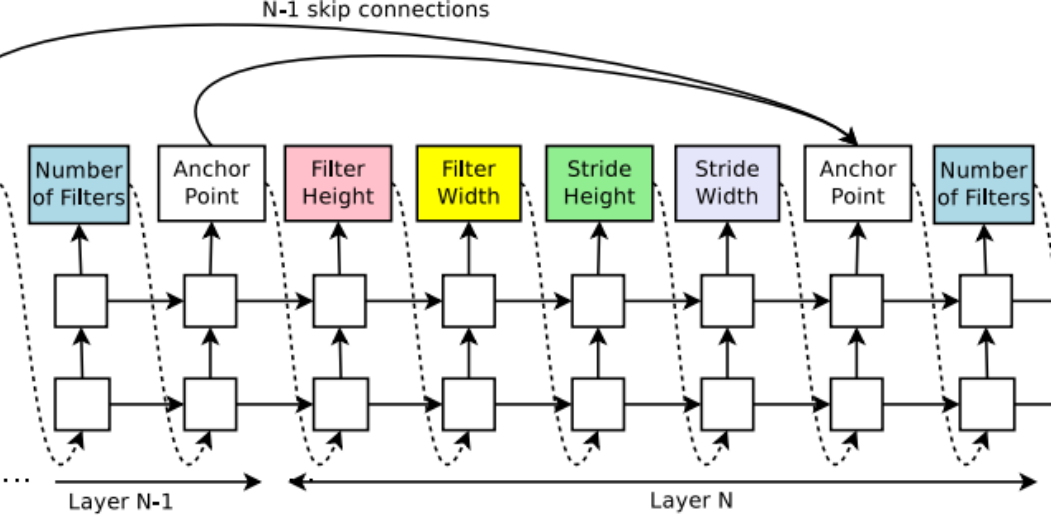 N-1 skip connections
Number
of Filters
Anchor
Point
Filter
Height
Filter
Width
Stride
Height
Stride
Width
Anchor
Point
Number
of Filters
...
Layer N-1
Layer N